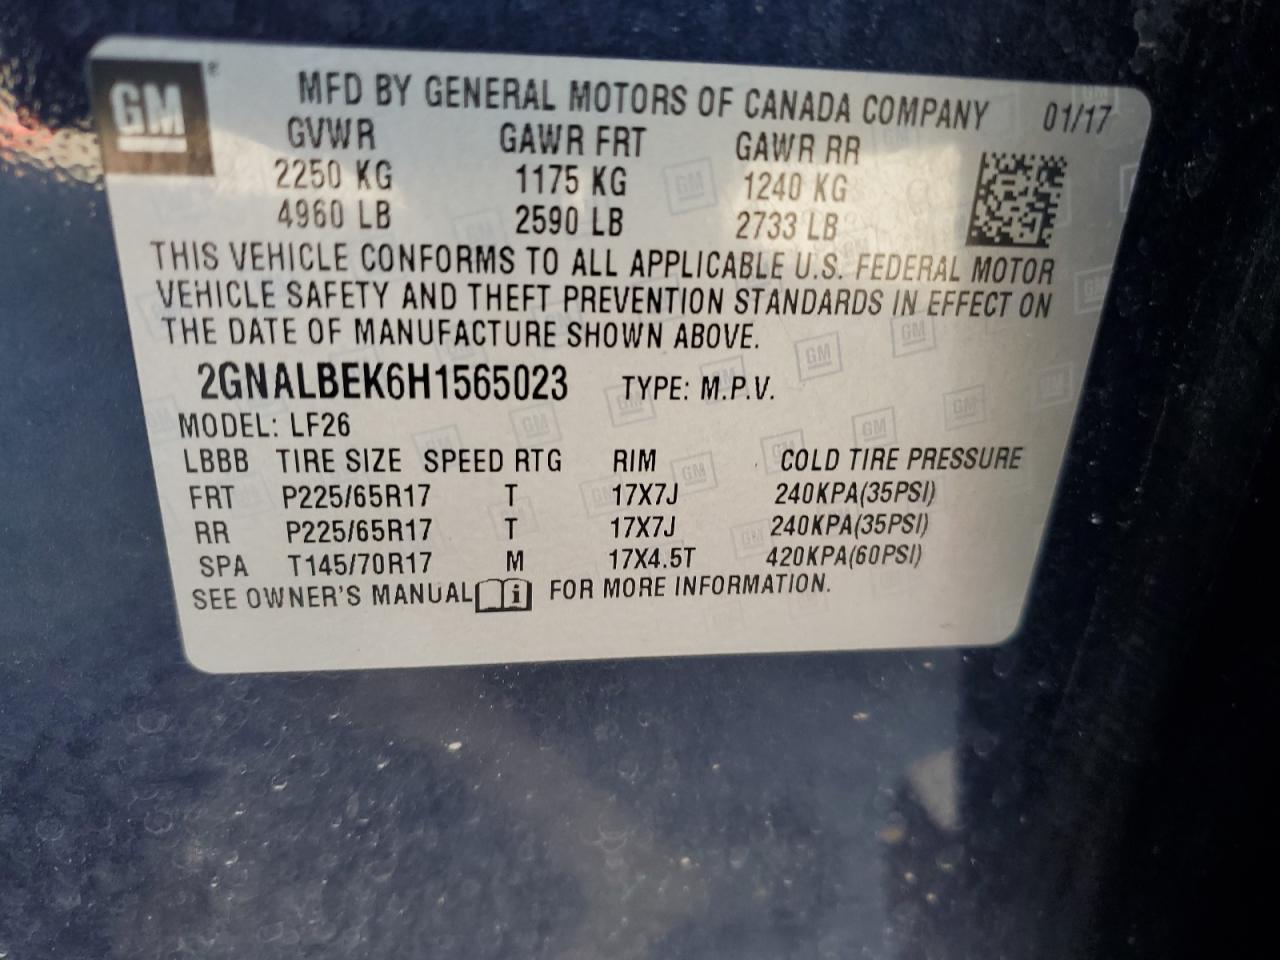 GM ®
MFD BY GENERAL MOTORS OF CANADA COMPANY 01/17
GVWR GAWR FRT GAWR RR
2250 KG 1175 KG 1240 KG
4960 LB 2590 LB 2733 LB
THIS VEHICLE CONFORMS TO ALL APPLICABLE U.S. FEDERAL MOTOR
VEHICLE SAFETY AND THEFT PREVENTION STANDARDS IN EFFECT ON
THE DATE OF MANUFACTURE SHOWN ABOVE.
2GNALBEK6H1565023 TYPE: M.P.V.
MODEL: LF26
LBBB TIRE SIZE SPEED RTG RIM COLD TIRE PRESSURE
FRT P225/65R17 T 17X7J 240KPA(35PSI)
RR P225/65R17 T 17X7J 240KPA(35PSI)
SPA T145/70R17 M 17X4.5T 420KPA(60PSI)
SEE OWNER'S MANUAL i FOR MORE INFORMATION.